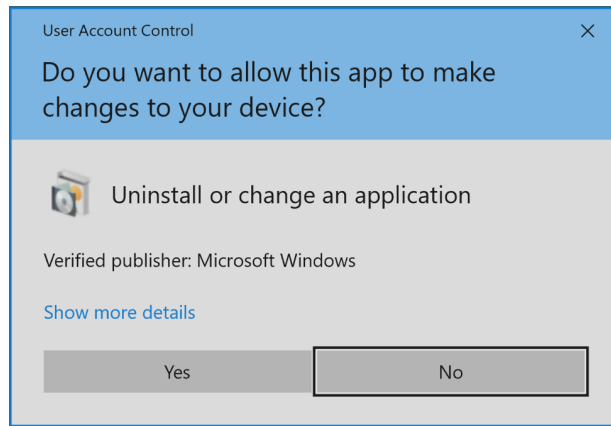 User Account Control
Do you want to allow this app to make
changes to your device?
Uninstall or change an application
Verified publisher: Microsoft Windows
Show more details
Yes
No